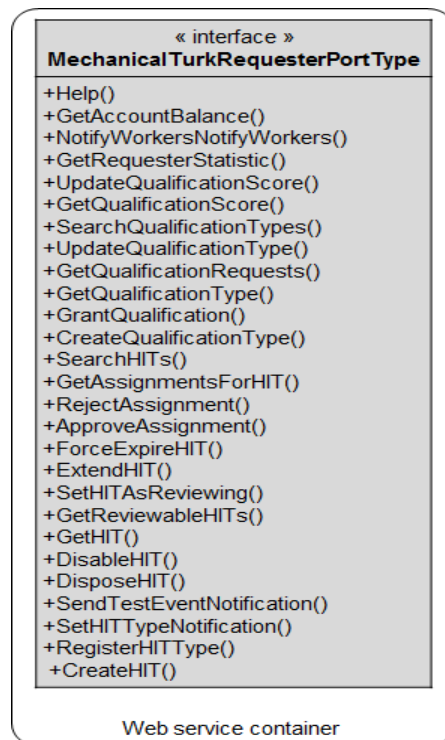 « interface »
MechanicalTurkRequesterPortType
+Help()
+GetAccountBalance()
+NotifyWorkersNotifyWorkers()
+GetRequesterStatistic()
+UpdateQualificationScore()
+GetQualificationScore()
+SearchQualificationTypes()
+UpdateQualificationType()
+GetQualificationRequests()
+GetQualificationType()
+GrantQualification()
+CreateQualificationType()
+SearchHITs()
+GetAssignmentsForHIT()
+RejectAssignment()
+ApproveAssignment()
+ForceExpireHIT()
+ExtendHIT()
+SetHITAsReviewing()
+GetReviewableHITs()
+GetHIT()
+DisableHIT()
+DisposeHIT()
+SendTestEventNotification()
+SetHITTypeNotification()
+RegisterHITType()
+CreateHIT()
Web service container